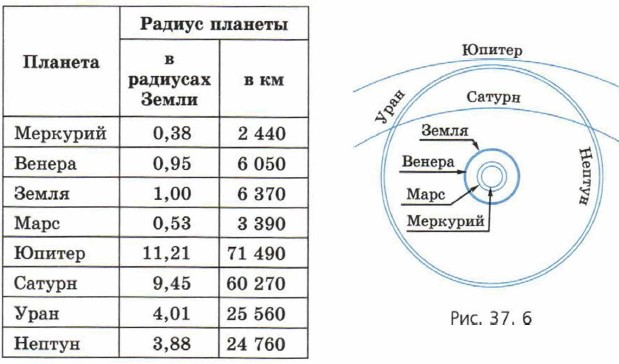 Планета
Радиус планеты
в радиусах Земли
в км
Меркурий 0,38 2 440
Венера 0,95 6 050
Земля 1,00 6 370
Марс 0,53 3 390
Юпитер 11,21 71 490
Сатурн 9,45 60 270
Уран 4,01 25 560
Нептун 3,88 24 760
Юпитер
Сатурн
Уран
Земля
Венера
Нептун
Марс
Меркурий
Рис. 37. 6